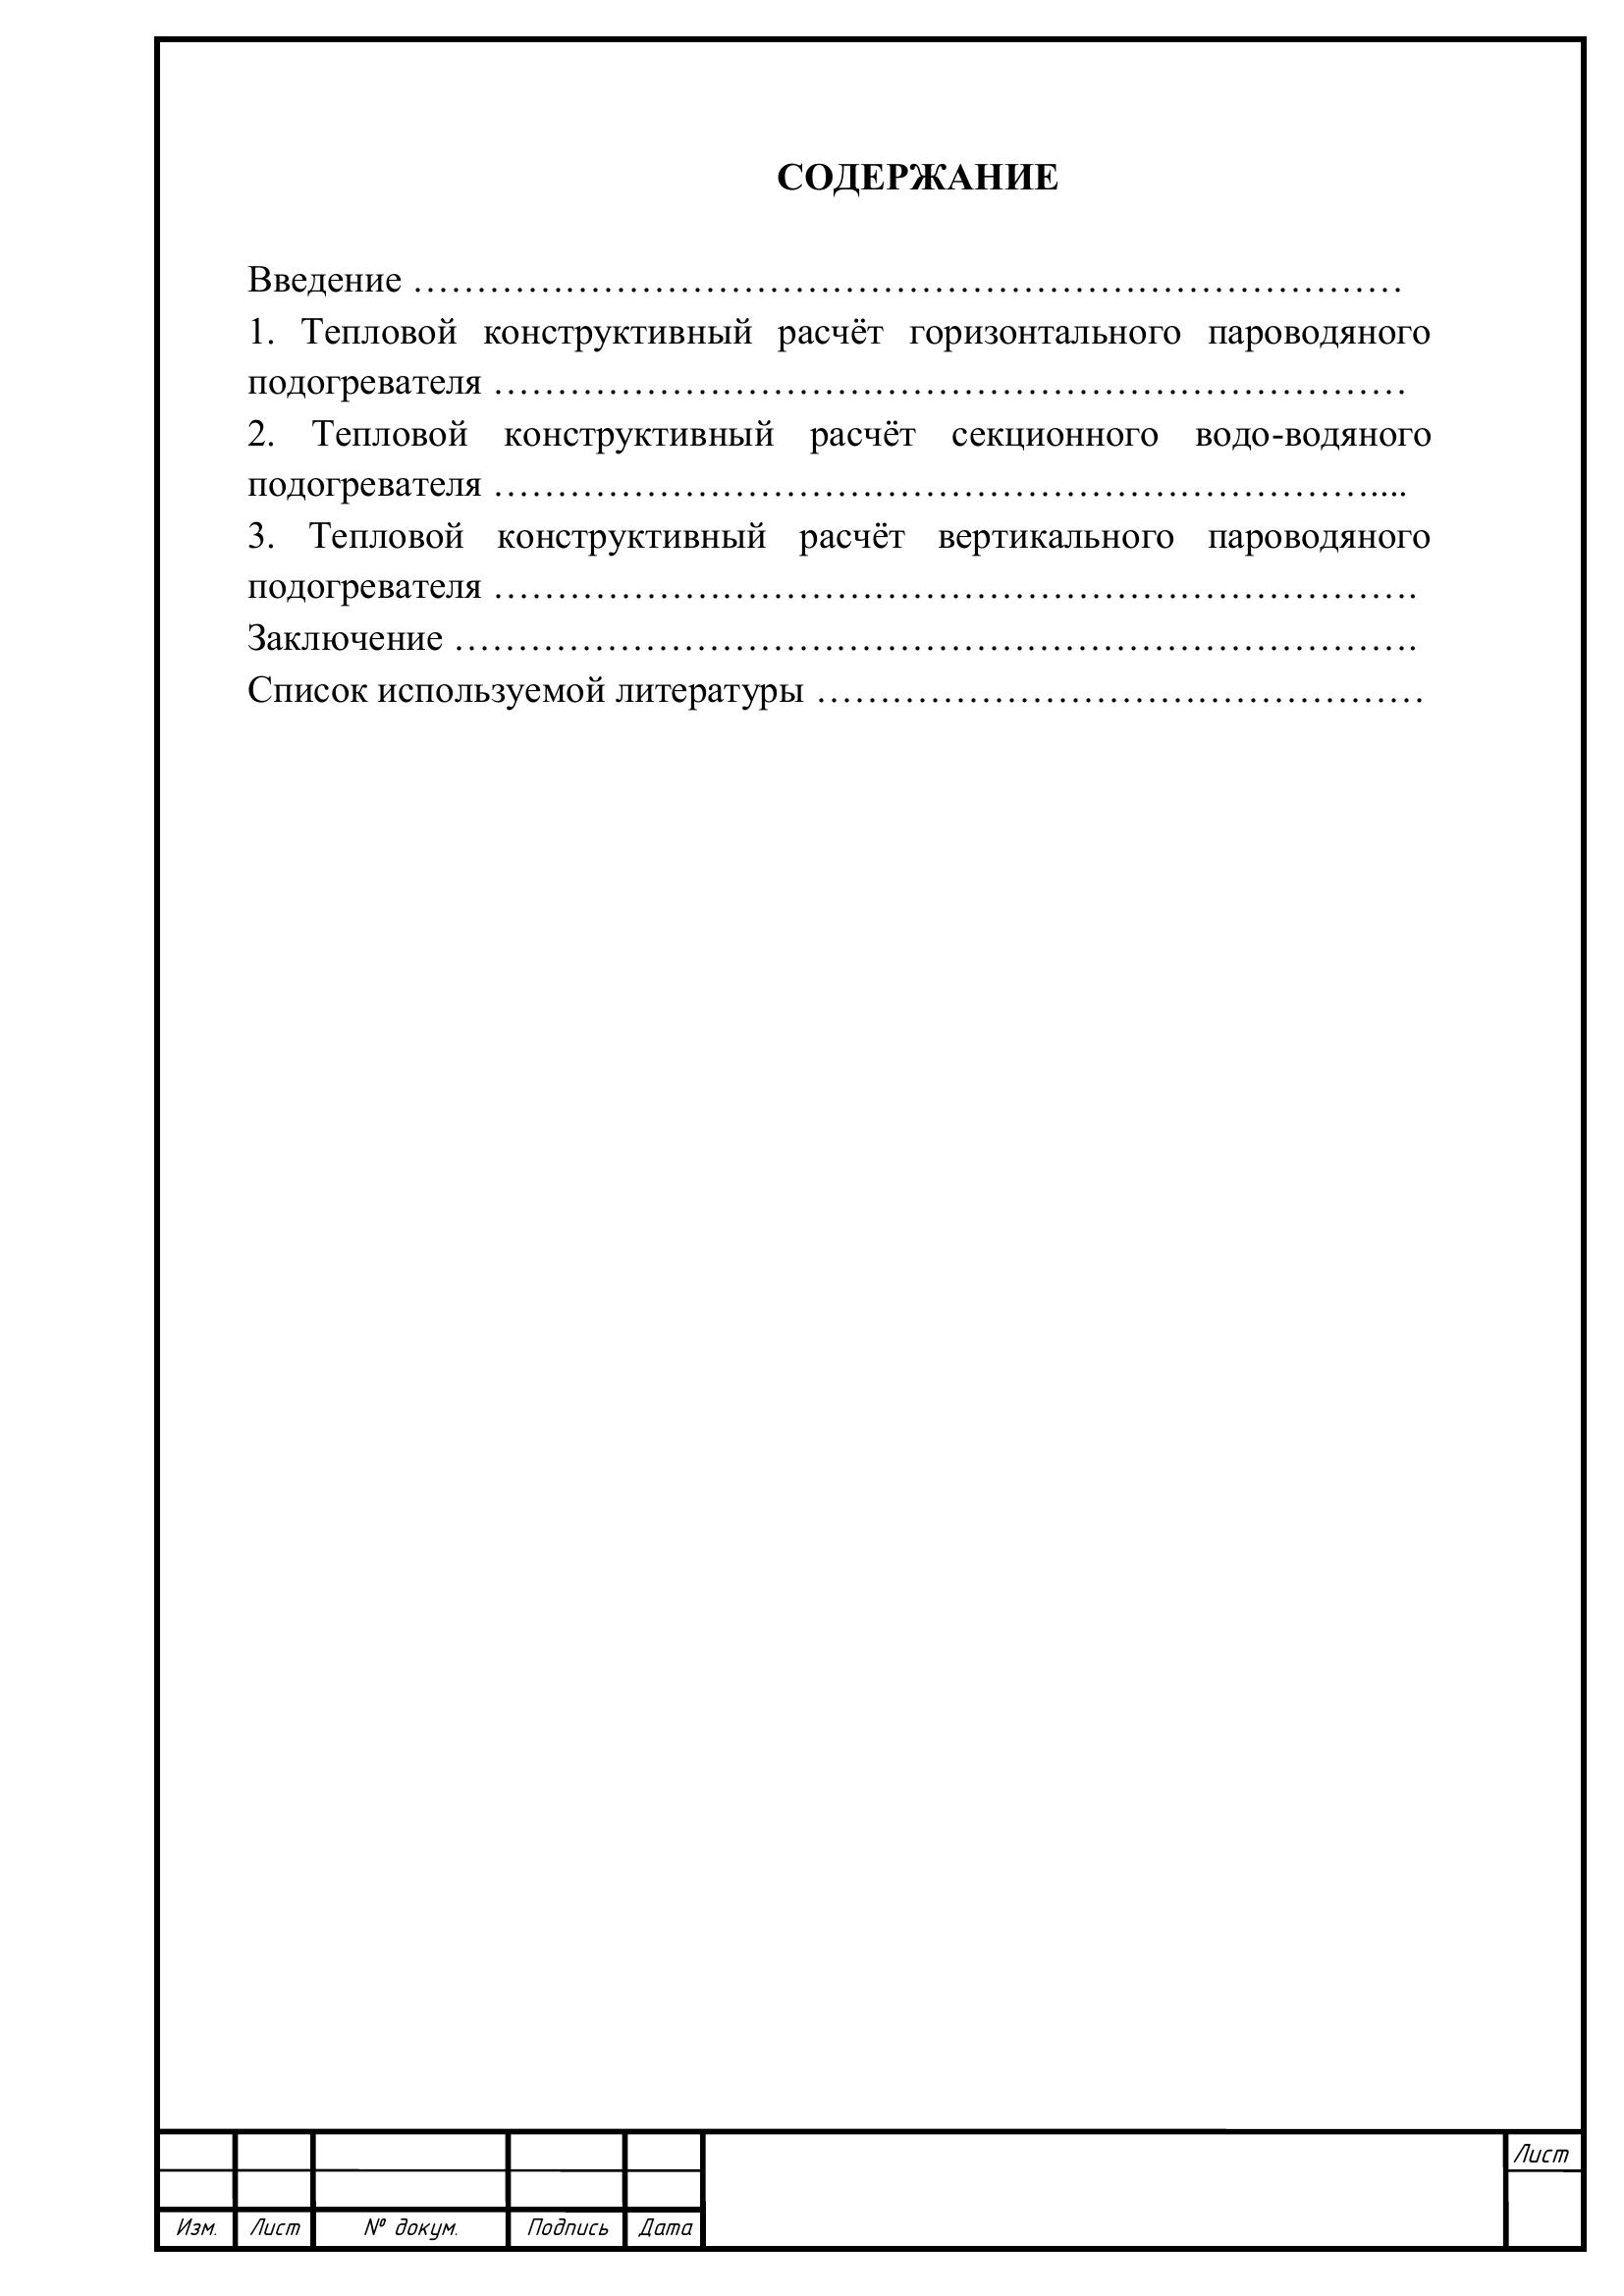 СОДЕРЖАНИЕ
Введение ……………………………………………………………………
1. Тепловой конструктивный расчёт горизонтального пароводяного
подогревателя ………………………………………………………………
2. Тепловой конструктивный расчёт секционного водо-водяного
подогревателя ……………………………………………………………....
3. Тепловой конструктивный расчёт вертикального пароводяного
подогревателя ……………………………………………………………….
Заключение ………………………………………………………………….
Список используемой литературы …………………………………………
Лист
Изм. Лист № докум. Подпись Дата